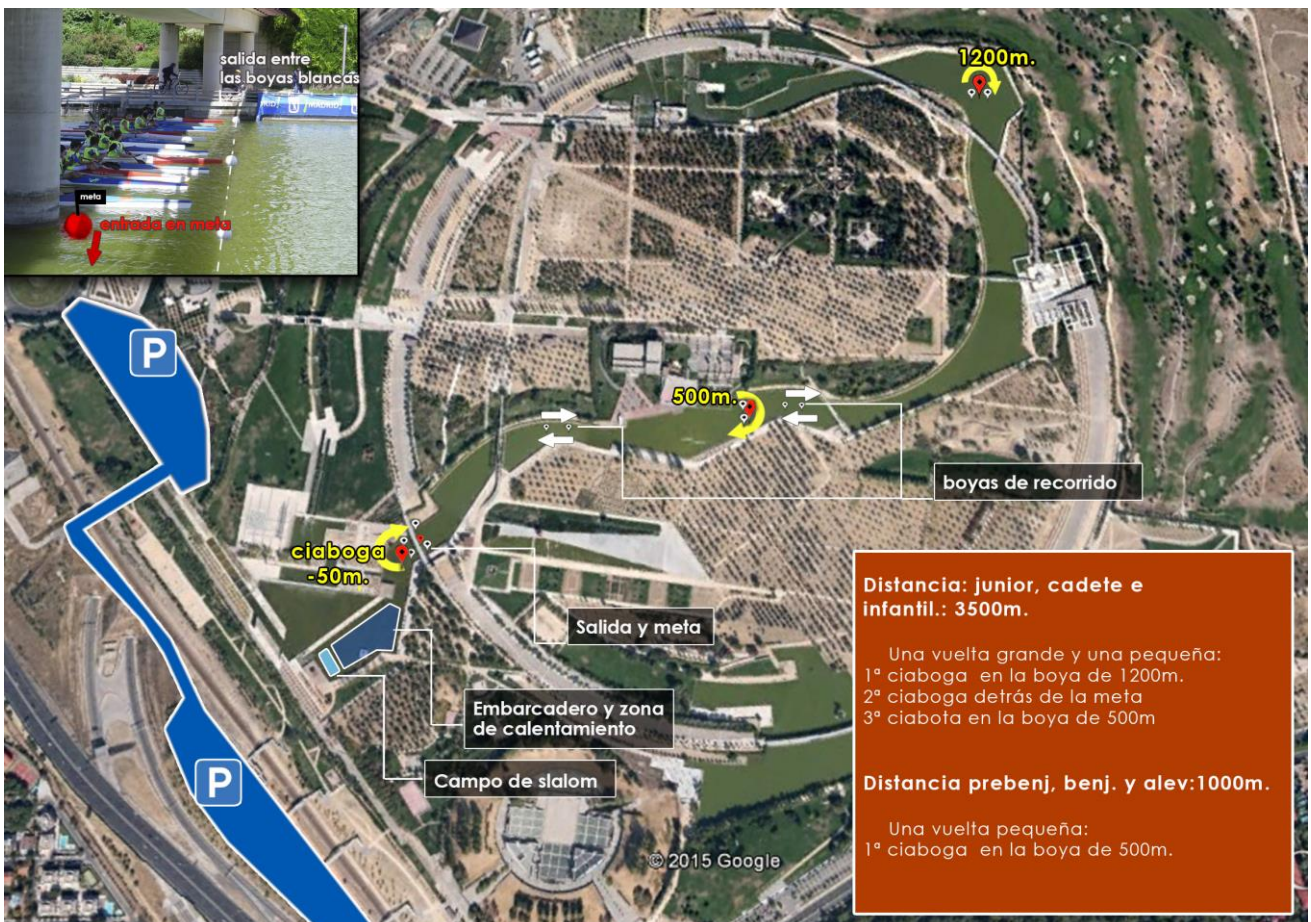 salida entre
las boyas blancas
MADRID
meta
entrada en meta
1200m.
P
500m.
boyas de recorrido
ciaboga
-50m.
Salida y meta
Embarcadero y zona
de calentamiento
Campo de slalom
P
© 2015 Google
Distancia: junior, cadete e
infantil.: 3500m.
Una vuelta grande y una pequeña:
1ª ciaboga en la boya de 1200m.
2ª ciaboga detrás de la meta
3ª ciabota en la boya de 500m
Distancia prebenj, benj. y alev:1000m.
Una vuelta pequeña:
1ª ciaboga en la boya de 500m.